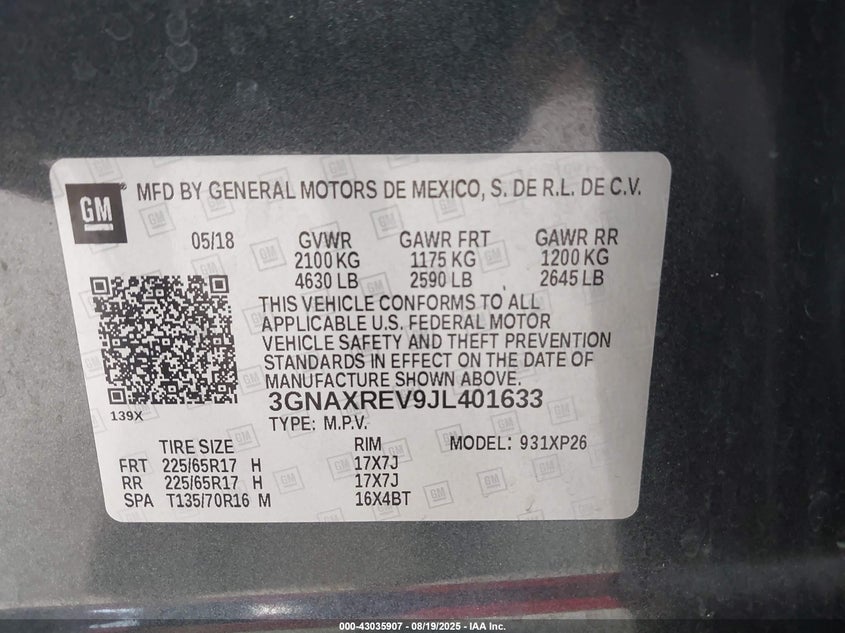 GM
MFD BY GENERAL MOTORS DE MEXICO, S. DE R.L. DE C.V.
05/18 GVWR GAWR FRT GAWR RR
2100 KG 1175 KG 1200 KG
4630 LB 2590 LB 2645 LB
THIS VEHICLE CONFORMS TO ALL
APPLICABLE U.S. FEDERAL MOTOR
VEHICLE SAFETY AND THEFT PREVENTION
STANDARDS IN EFFECT ON THE DATE OF
MANUFACTURE SHOWN ABOVE.
139X
3GNAXREV9JL401633
TYPE: M.P.V.
TIRE SIZE RIM MODEL: 931XP26
FRT 225/65R17 H 17X7J
RR 225/65R17 H 17X7J
SPA T135/70R16 M 16X4BT
000-43035907 - 08/19/2025 - IAA Inc.